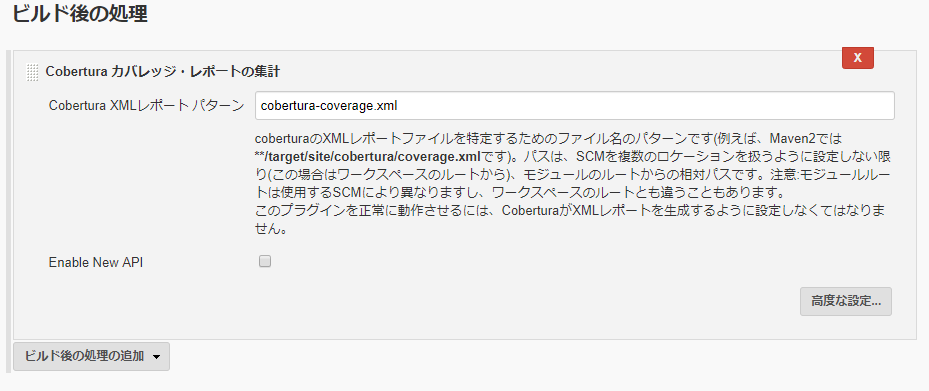 ビルド後の処理
X
Cobertura カバレッジ・レポートの集計
Cobertura XMLレポート パターン
cobertura-coverage.xml
coberturaのXMLレポートファイルを特定するためのファイル名のパターンです(例えば、Maven2では
**/target/site/cobertura/coverage.xmlです)。パスは、SCMを複数のロケーションを扱うように設定しない限
り(この場合はワークスペースのルートから)、モジュールのルートからの相対パスです。注意:モジュールルー
トは使用するSCMにより異なりますし、ワークスペースのルートとも違うこともあります。
このプラグインを正常に動作させるには、CoberturaがXMLレポートを生成するように設定しなくてはなりま
せん。
Enable New API
高度な設定...
ビルド後の処理の追加